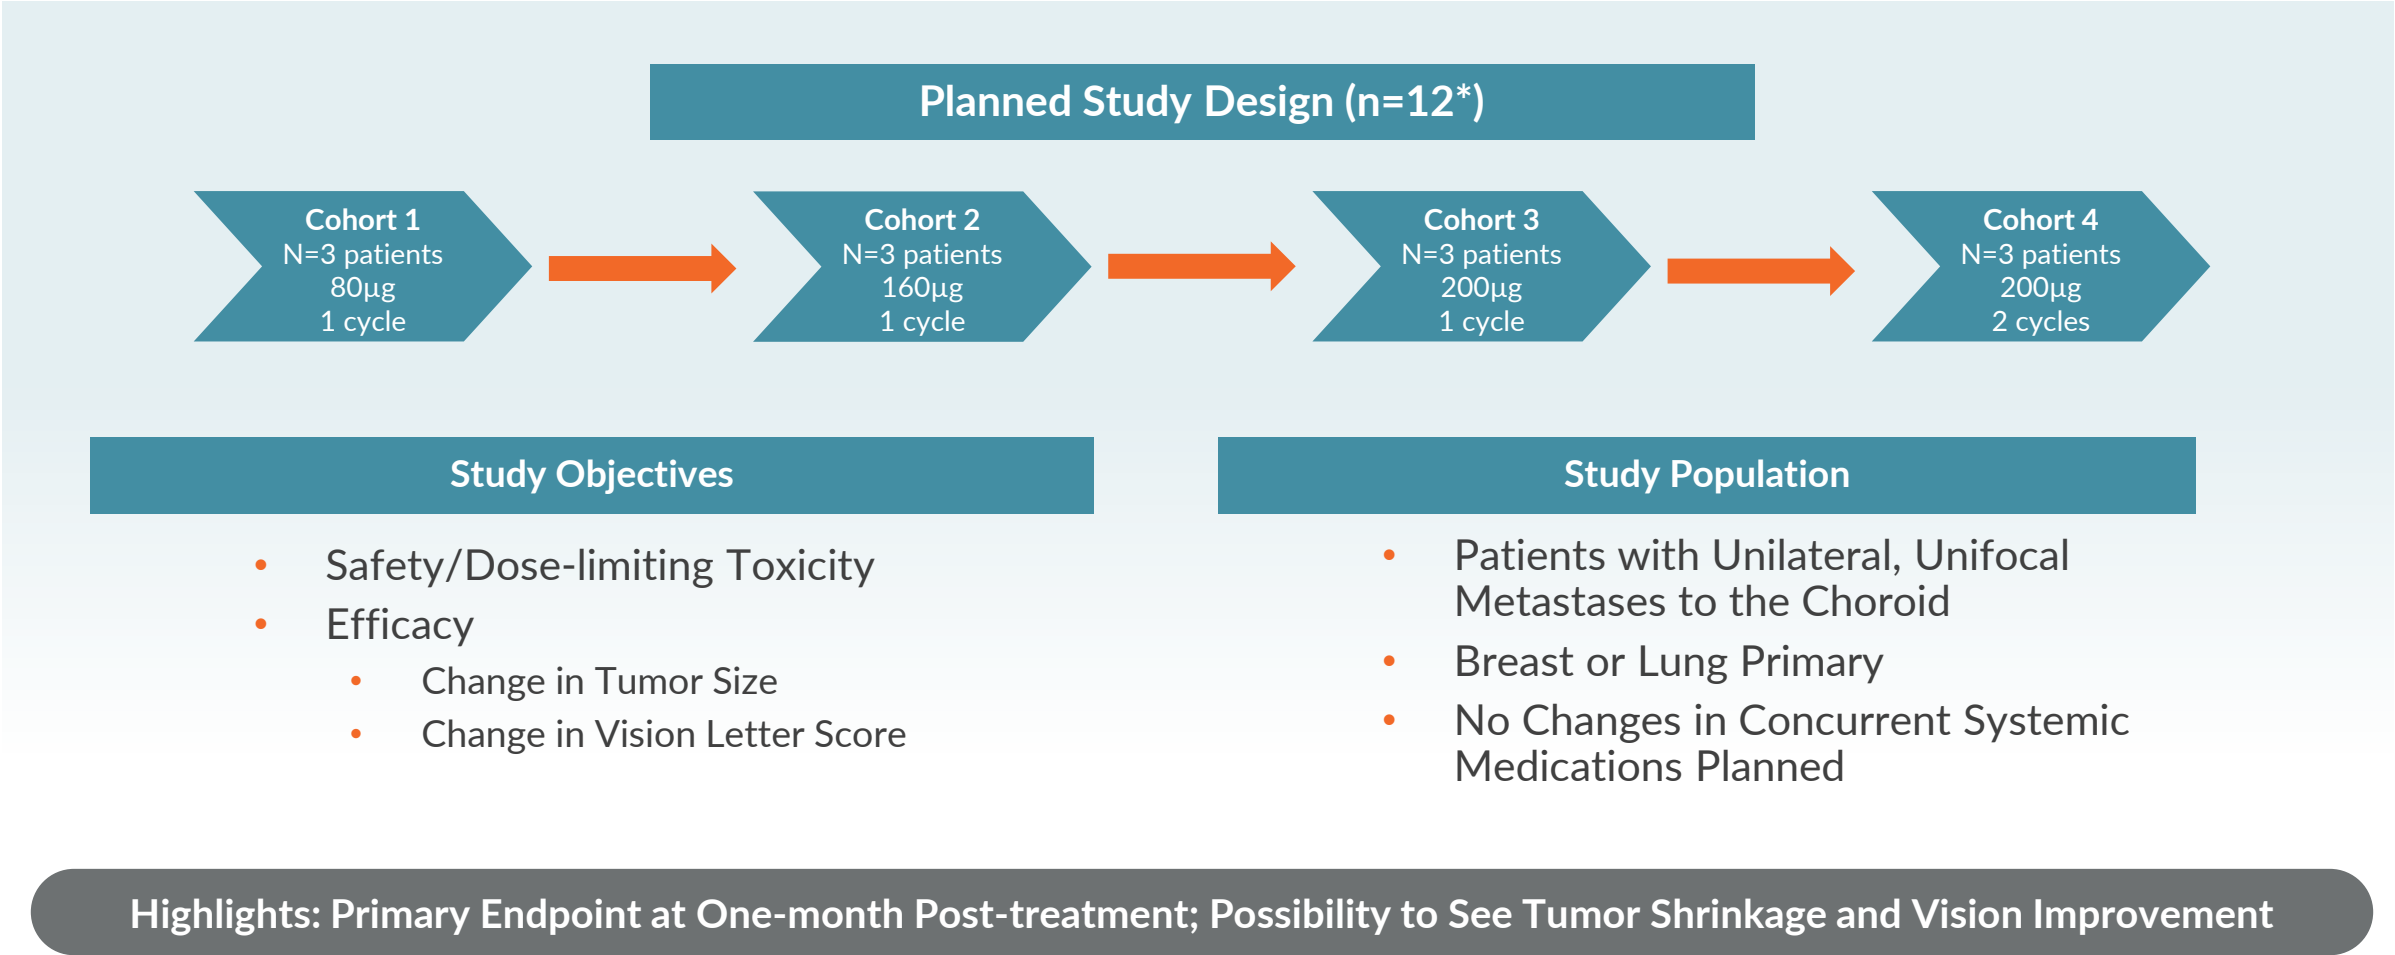 Planned Study Design (n=12*)
Cohort 1
N=3 patients
80µg
1 cycle
Cohort 2
N=3 patients
160µg
1 cycle
Cohort 3
N=3 patients
200µg
1 cycle
Cohort 4
N=3 patients
200µg
2 cycles
Study Objectives
• Safety/Dose-limiting Toxicity
• Efficacy
• Change in Tumor Size
• Change in Vision Letter Score
Study Population
• Patients with Unilateral, Unifocal
Metastases to the Choroid
• Breast or Lung Primary
• No Changes in Concurrent Systemic
Medications Planned
Highlights: Primary Endpoint at One-month Post-treatment; Possibility to See Tumor Shrinkage and Vision Improvement